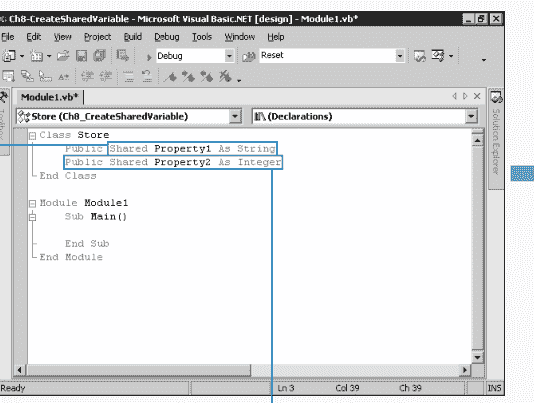 Ch8-CreateSharedVariable - Microsoft Visual Basic.NET [design] - Module1.vb*
File Edit View Project Build Debug Tools Window Help
Debug Reset
Module1.vb*
Store (Ch8_CreateSharedVariable) (Declarations)
Class Store
Public Shared Property1 As String
Public Shared Property2 As Integer
End Class
Module Module1
Sub Main()
End Sub
End Module
Toolbox
Solution Explorer
Ready Ln 3 Col 39 Ch 39 INS